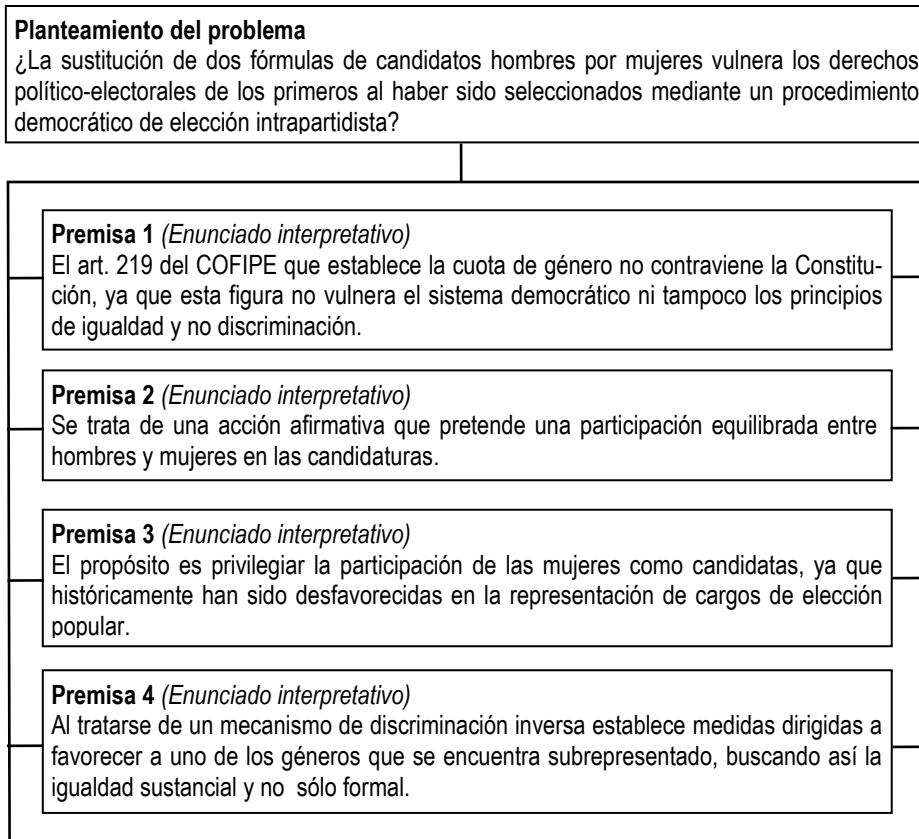 Planteamiento del problema
¿La sustitución de dos fórmulas de candidatos hombres por mujeres vulnera los derechos
político-electorales de los primeros al haber sido seleccionados mediante un procedimiento
democrático de elección intrapartidista?
Premisa 1 (Enunciado interpretativo)
El art. 219 del COFIPE que establece la cuota de género no contraviene la Constitu-
ción, ya que esta figura no vulnera el sistema democrático ni tampoco los principios
de igualdad y no discriminación.
Premisa 2 (Enunciado interpretativo)
Se trata de una acción afirmativa que pretende una participación equilibrada entre
hombres y mujeres en las candidaturas.
Premisa 3 (Enunciado interpretativo)
El propósito es privilegiar la participación de las mujeres como candidatas, ya que
históricamente han sido desfavorecidas en la representación de cargos de elección
popular.
Premisa 4 (Enunciado interpretativo)
Al tratarse de un mecanismo de discriminación inversa establece medidas dirigidas a
favorecer a uno de los géneros que se encuentra subrepresentado, buscando así la
igualdad sustancial y no sólo formal.